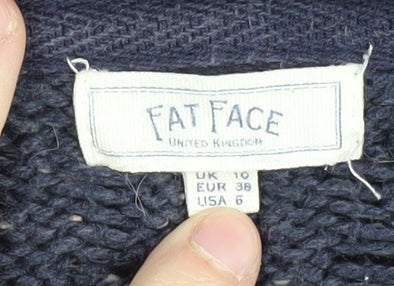 FAT FACE
UNITED KINGDOM
UK 10
EUR 38
USA 6